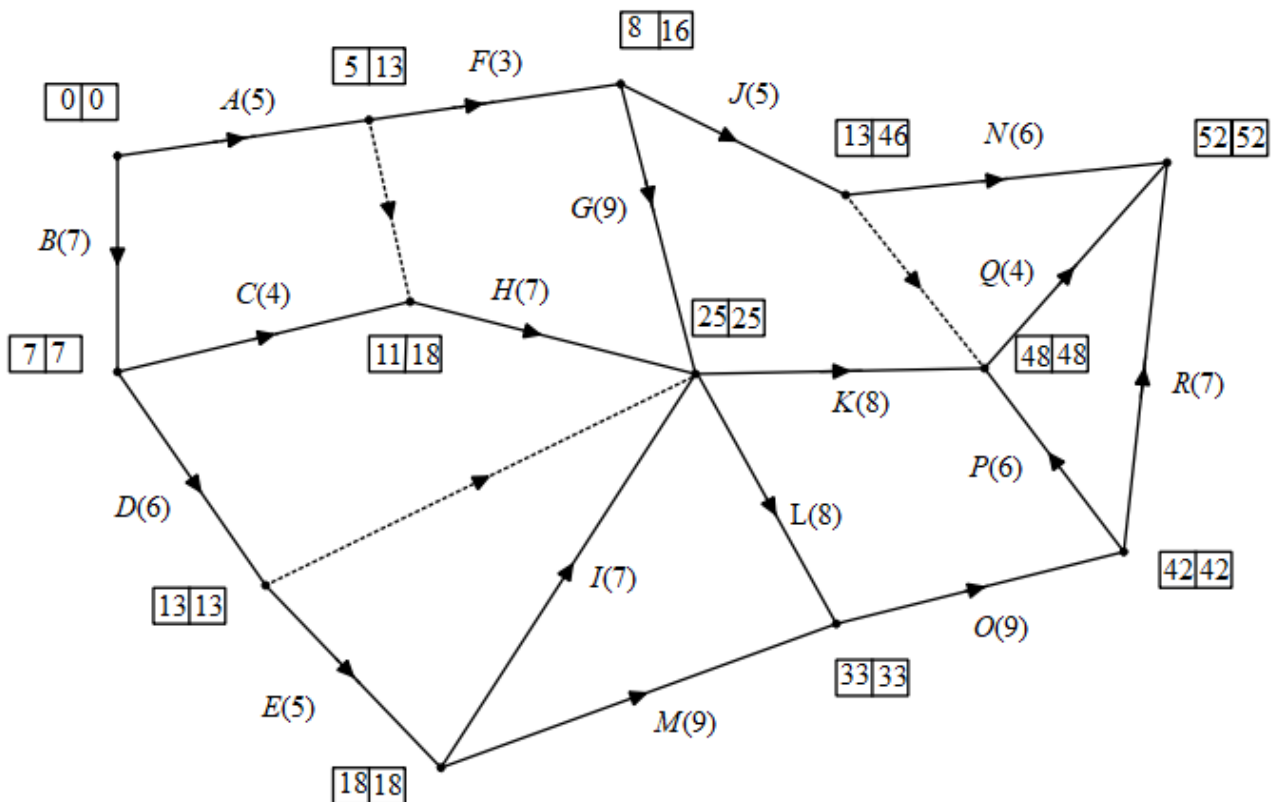 8 16
5 13
F(3)
0 0
A(5)
J(5)
13 46
N(6)
52 52
G(9)
B(7)
Q(4)
C(4)
H(7)
25 25
7 7
11 18
48 48
K(8)
R(7)
P(6)
D(6)
L(8)
I(7)
42 42
13 13
O(9)
33 33
E(5)
M(9)
18 18